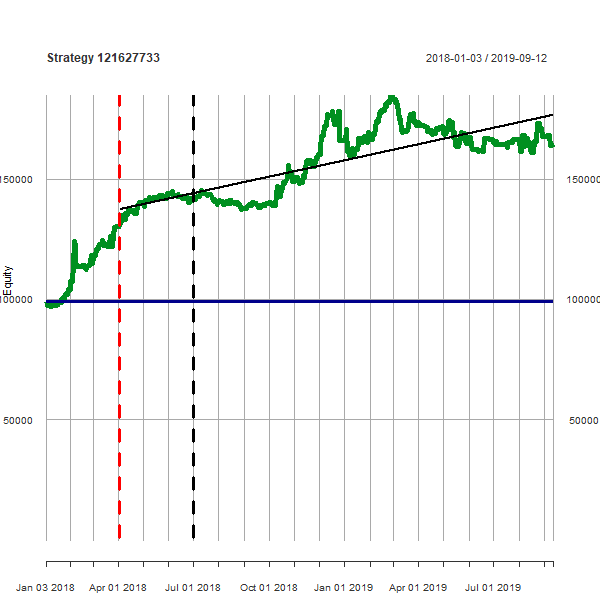 Strategy 121627733
2018-01-03 / 2019-09-12
150000 150000
Equity
100000 100000
50000 50000
Jan 03 2018 Apr 01 2018 Jul 01 2018 Oct 01 2018 Jan 01 2019 Apr 01 2019 Jul 01 2019